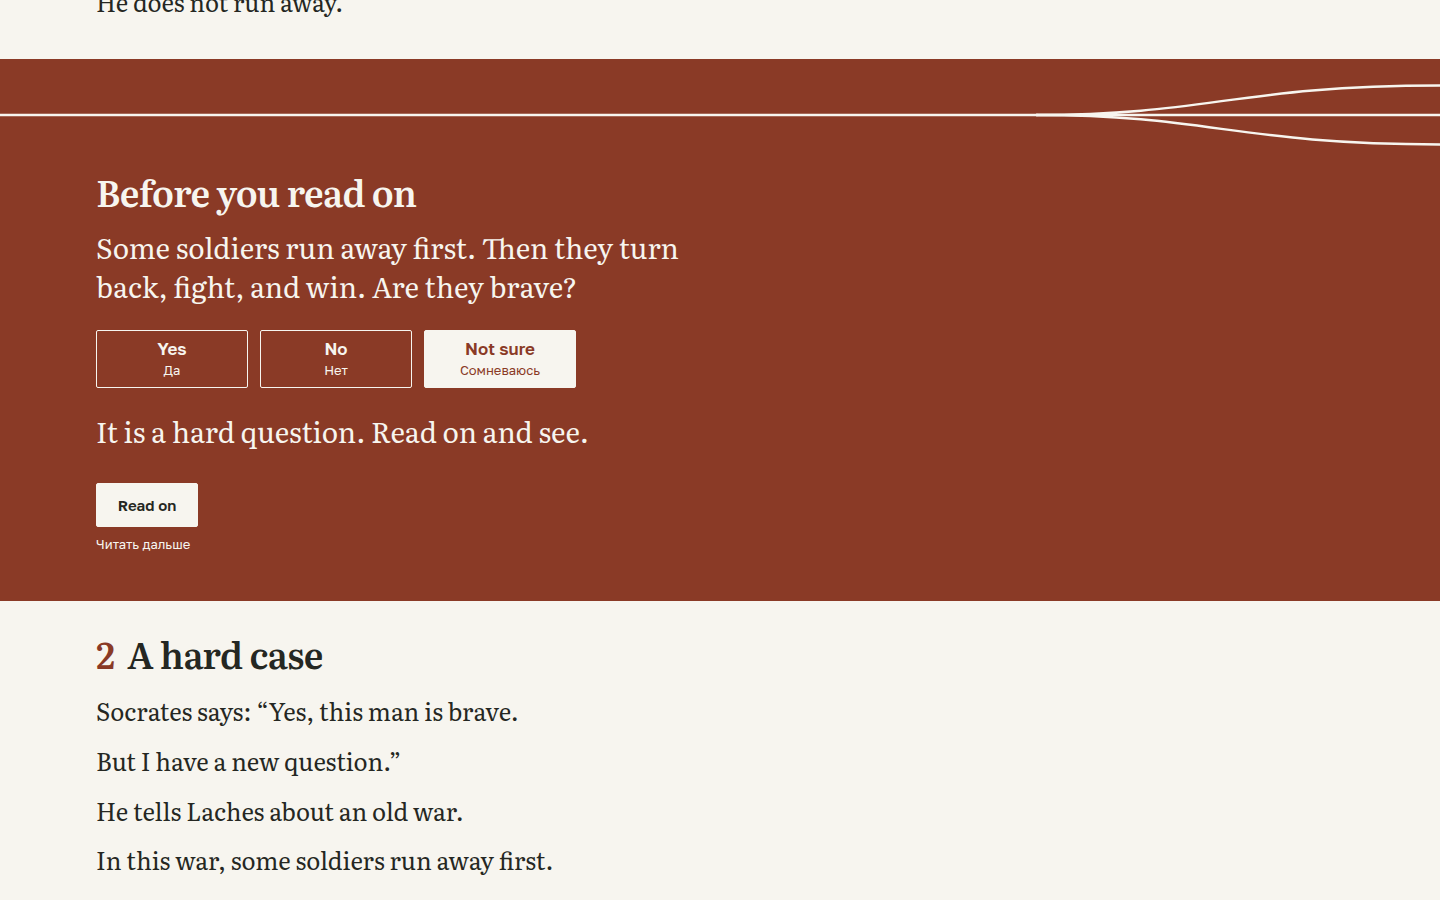 He does not run away.
Before you read on
Some soldiers run away first. Then they turn
back, fight, and win. Are they brave?
Yes
Да
No
Нет
Not sure
Сомневаюсь
It is a hard question. Read on and see.
Read on
Читать дальше
2 A hard case
Socrates says: “Yes, this man is brave.
But I have a new question.”
He tells Laches about an old war.
In this war, some soldiers run away first.